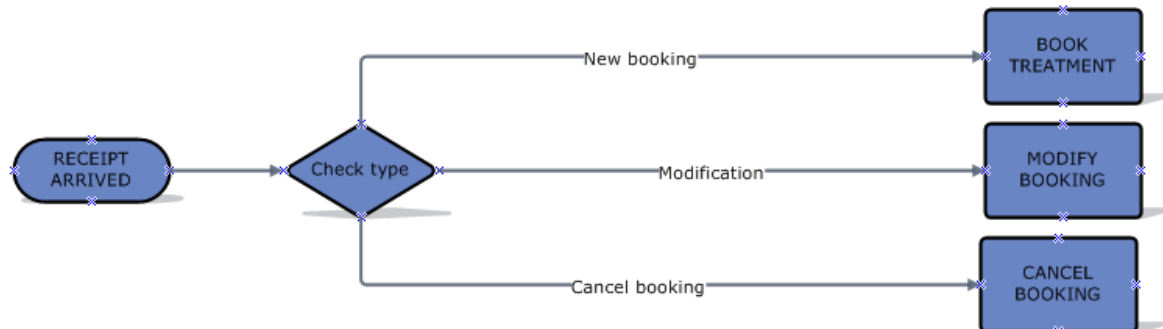 BOOK
TREATMENT
New booking
RECEIPT
ARRIVED
Check type
Modification
MODIFY
BOOKING
Cancel booking
CANCEL
BOOKING